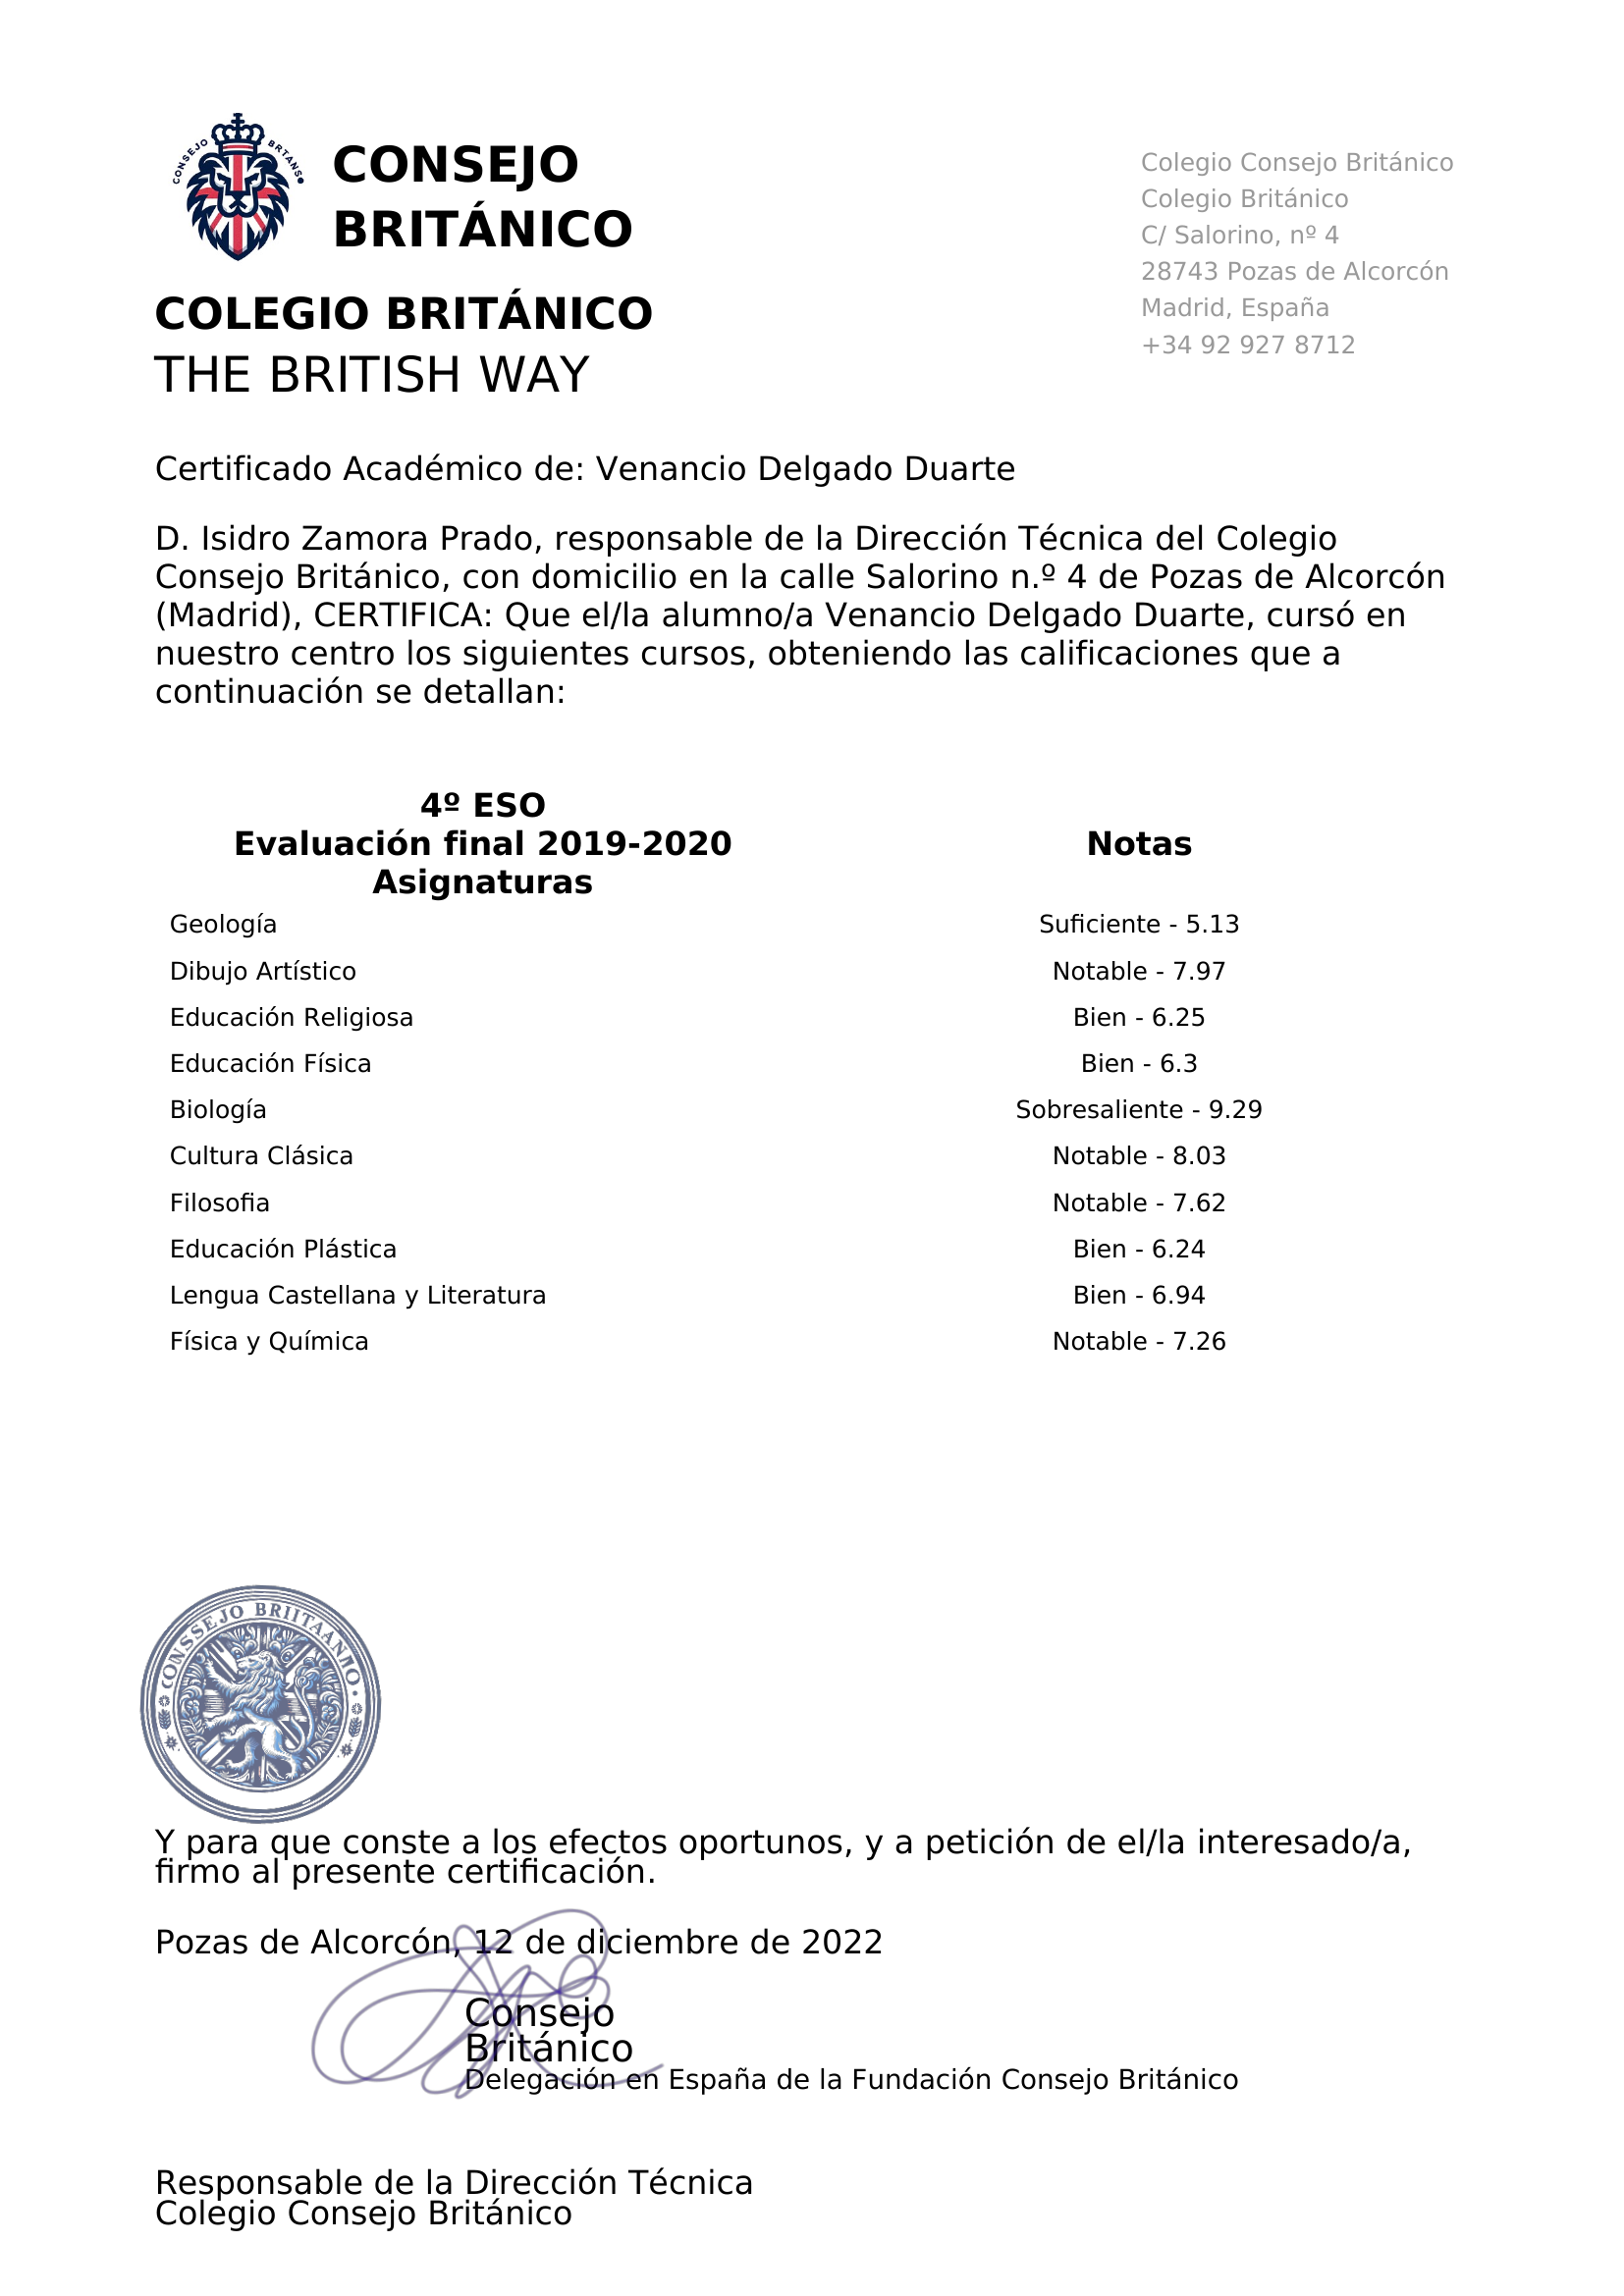 CONSEJO BRTANS
CONSEJO
BRITÁNICO
COLEGIO BRITÁNICO
THE BRITISH WAY
Colegio Consejo Británico
Colegio Británico
C/ Salorino, nº 4
28743 Pozas de Alcorcón
Madrid, España
+34 92 927 8712
Certificado Académico de: Venancio Delgado Duarte
D. Isidro Zamora Prado, responsable de la Dirección Técnica del Colegio
Consejo Británico, con domicilio en la calle Salorino n.º 4 de Pozas de Alcorcón
(Madrid), CERTIFICA: Que el/la alumno/a Venancio Delgado Duarte, cursó en
nuestro centro los siguientes cursos, obteniendo las calificaciones que a
continuación se detallan:
4º ESO
Evaluación final 2019-2020 Notas
Asignaturas
Geología Suficiente - 5.13
Dibujo Artístico Notable - 7.97
Educación Religiosa Bien - 6.25
Educación Física Bien - 6.3
Biología Sobresaliente - 9.29
Cultura Clásica Notable - 8.03
Filosofia Notable - 7.62
Educación Plástica Bien - 6.24
Lengua Castellana y Literatura Bien - 6.94
Física y Química Notable - 7.26
CONSSEJO BRIITAANIO
Y para que conste a los efectos oportunos, y a petición de el/la interesado/a,
firmo al presente certificación.
Pozas de Alcorcón, 12 de diciembre de 2022
Consejo
Británico
Delegación en España de la Fundación Consejo Británico
Responsable de la Dirección Técnica
Colegio Consejo Británico